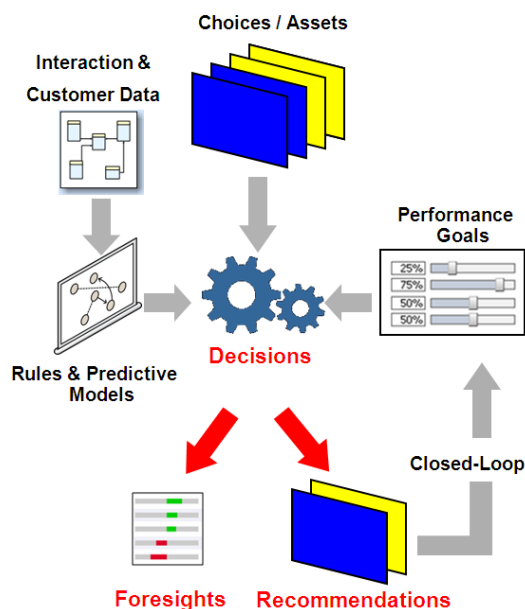 Choices / Assets
Interaction &
Customer Data
Performance
Goals
25%
75%
50%
50%
Decisions
Rules & Predictive
Models
Closed-Loop
Foresights
Recommendations